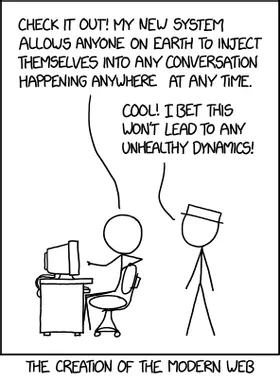 CHECK IT OUT! MY NEW SYSTEM
ALLOWS ANYONE ON EARTH TO INJECT
THEMSELVES INTO ANY CONVERSATION
HAPPENING ANYWHERE AT ANY TIME.
COOL! I BET THIS
WON'T LEAD TO ANY
UNHEALTHY DYNAMICS!
THE CREATION OF THE MODERN WEB